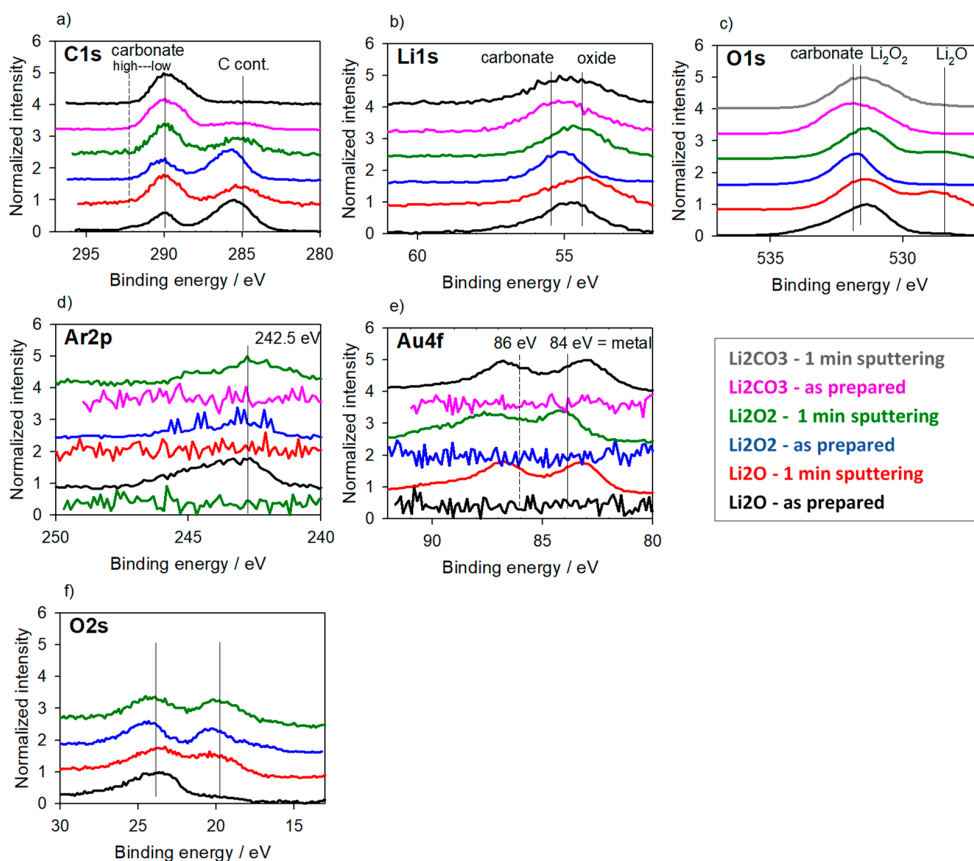 a)
C1s
carbonate
high---low
C cont.
Normalized intensity
6
5
4
3
2
1
0
295
290
285
280
Binding energy / eV
b)
Li1s
carbonate
oxide
Normalized intensity
6
5
4
3
2
1
0
60
55
Binding energy / eV
c)
O1s
carbonate
Li₂O₂
Li₂O
Normalized intensity
6
5
4
3
2
1
0
535
530
Binding energy / eV
d)
Ar2p
242.5 eV
Normalized intensity
6
5
4
3
2
1
0
250
245
240
Binding energy / eV
e)
Au4f
86 eV
84 eV = metal
Normalized intensity
6
5
4
3
2
1
0
90
85
80
Binding energy / eV
Li2CO3 - 1 min sputtering
Li2CO3 - as prepared
Li2O2 - 1 min sputtering
Li2O2 - as prepared
Li2O - 1 min sputtering
Li2O - as prepared
f)
O2s
Normalized intensity
6
5
4
3
2
1
0
30
25
20
15
Binding energy / eV